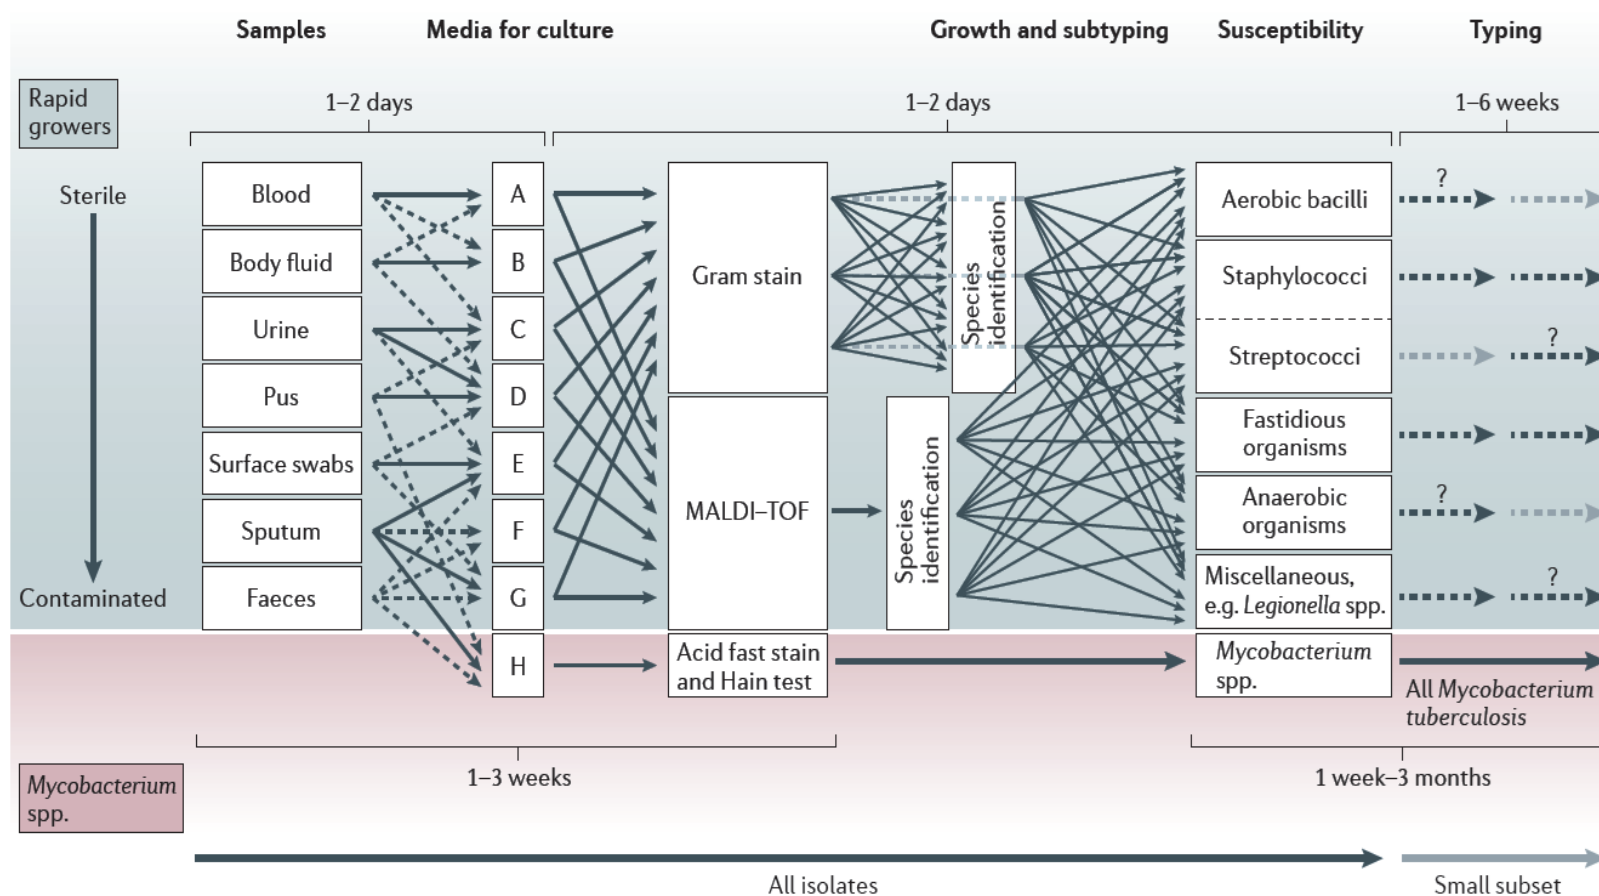 Samples
Media for culture
Growth and subtyping
Susceptibility
Typing
Rapid
growers
1–2 days
1–2 days
1–6 weeks
Sterile
Contaminated
Blood
Body fluid
Urine
Pus
Surface swabs
Sputum
Faeces
A
B
C
D
E
F
G
H
Gram stain
MALDI–TOF
Acid fast stain
and Hain test
Species
identification
Species
identification
Aerobic bacilli
Staphylococci
Streptococci
Fastidious
organisms
Anaerobic
organisms
Miscellaneous,
e.g. Legionella spp.
Mycobacterium
spp.
?
?
?
?
All Mycobacterium
tuberculosis
Mycobacterium
spp.
1–3 weeks
1 week–3 months
All isolates
Small subset